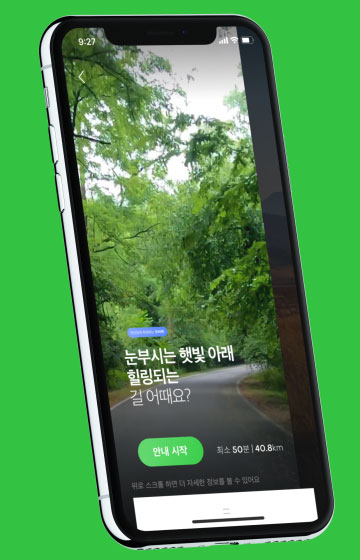 9:27
눈부시는 햇빛 아래
힐링되는
길 어때요?
안내 시작
최소 50분 | 40.8km
위로 스크롤 하면 더 자세한 정보를 볼 수 있어요